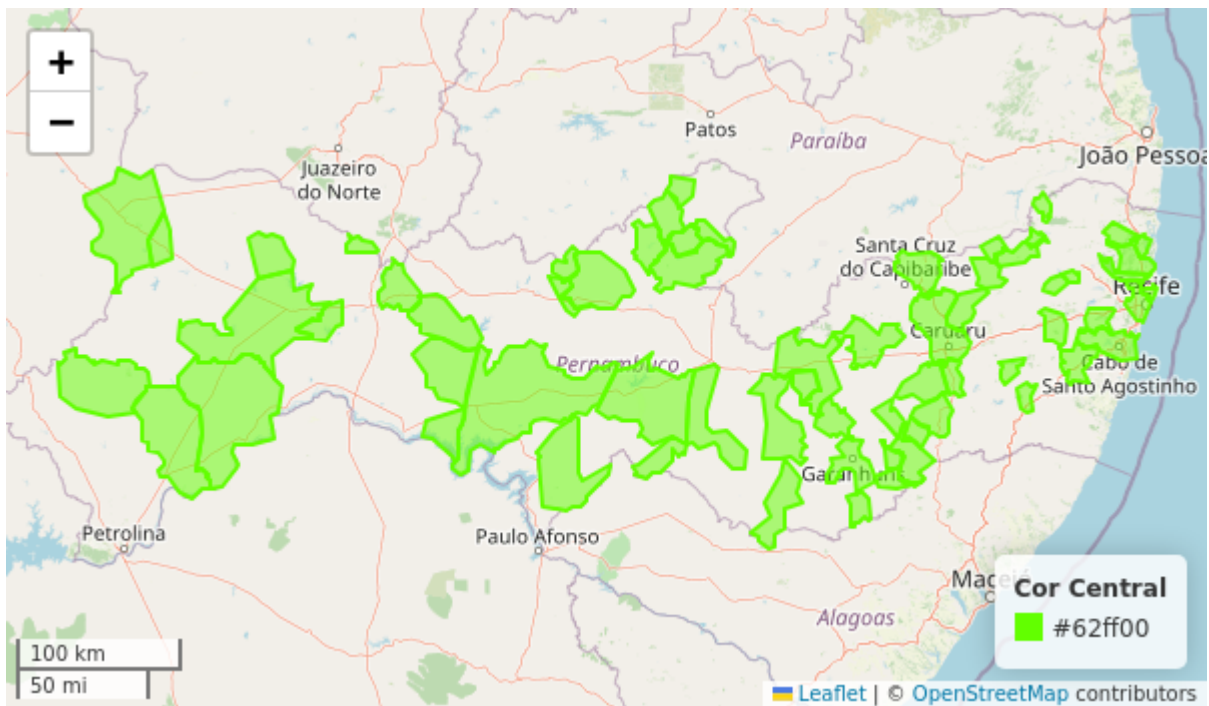 +
−
Patos
Paraíba
João Pessoa
Juazeiro
do Norte
Santa Cruz
do Capibaribe
Recife
Caruaru
Pernambuco
Cabo de
Santo Agostinho
Garanhuns
Petrolina
Paulo Afonso
Maceió
Alagoas
Cor Central
#62ff00
100 km
50 mi
Leaflet | © OpenStreetMap contributors